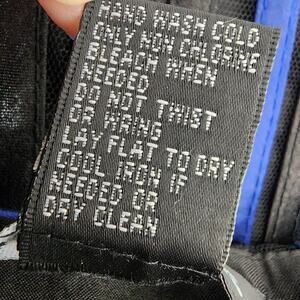 HAND WASH COLD
ONLY NON CLORINE
BLEACH WHEN
NEEDED
DO NOT TWIST
OR WRING
LAY FLAT TO DRY
COOL IRON IF
NEEDED OR
DRY CLEAN